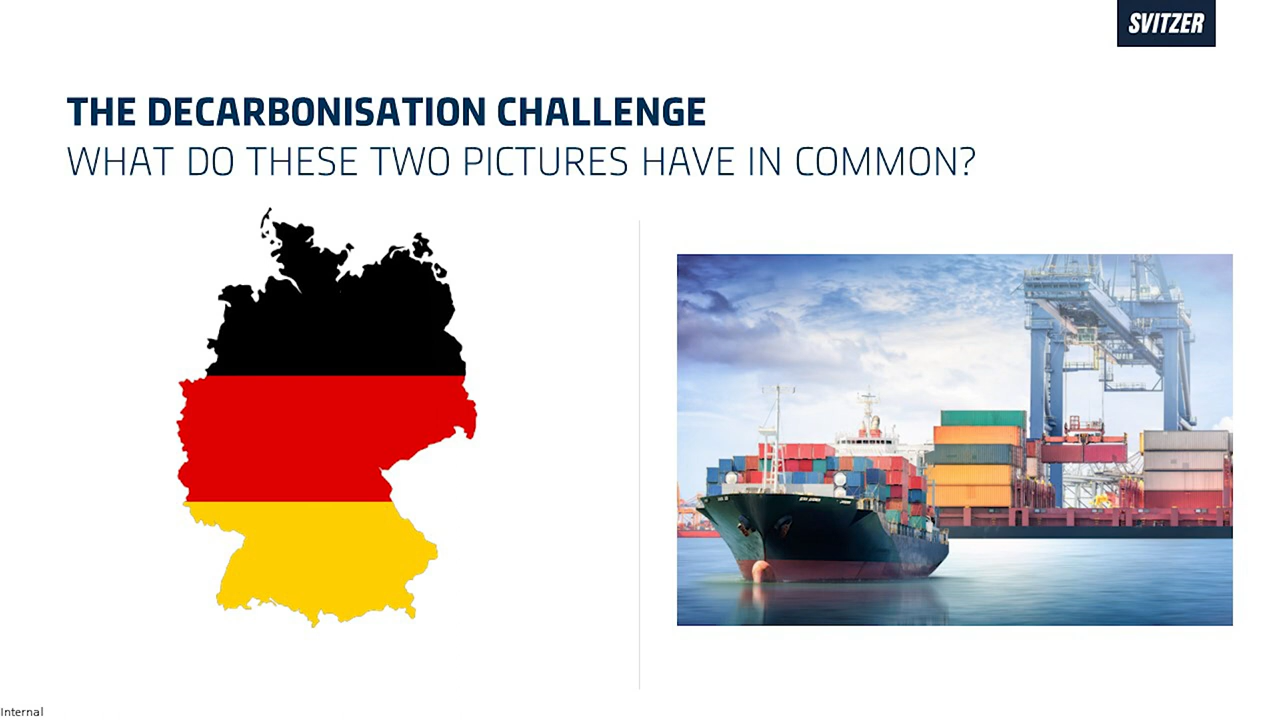 SVITZER
THE DECARBONISATION CHALLENGE
WHAT DO THESE TWO PICTURES HAVE IN COMMON?
Internal